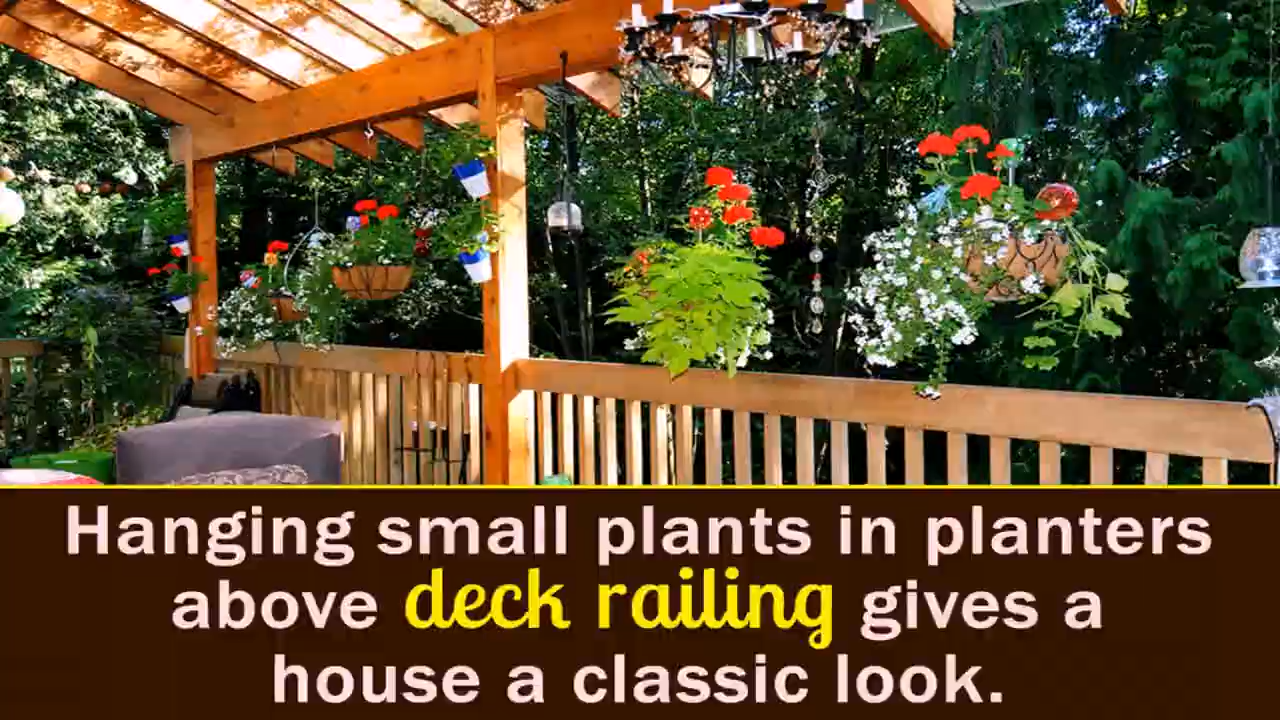 Hanging small plants in planters
above deck railing gives a
house a classic look.